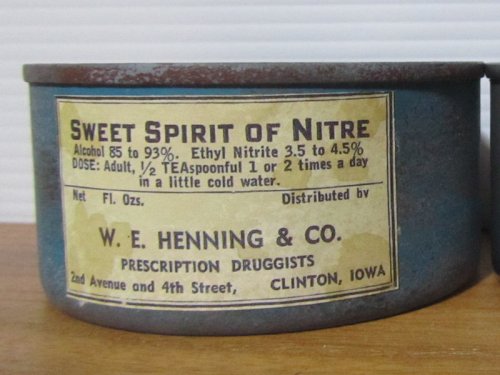 SWEET SPIRIT OF NITRE
Alcohol 85 to 93%. Ethyl Nitrite 3.5 to 4.5%
DOSE: Adult, ½ TEAspoonful 1 or 2 times a day
in a little cold water.
Net Fl. Ozs. Distributed by
W. E. HENNING & CO.
PRESCRIPTION DRUGGISTS
2nd Avenue and 4th Street, CLINTON, IOWA